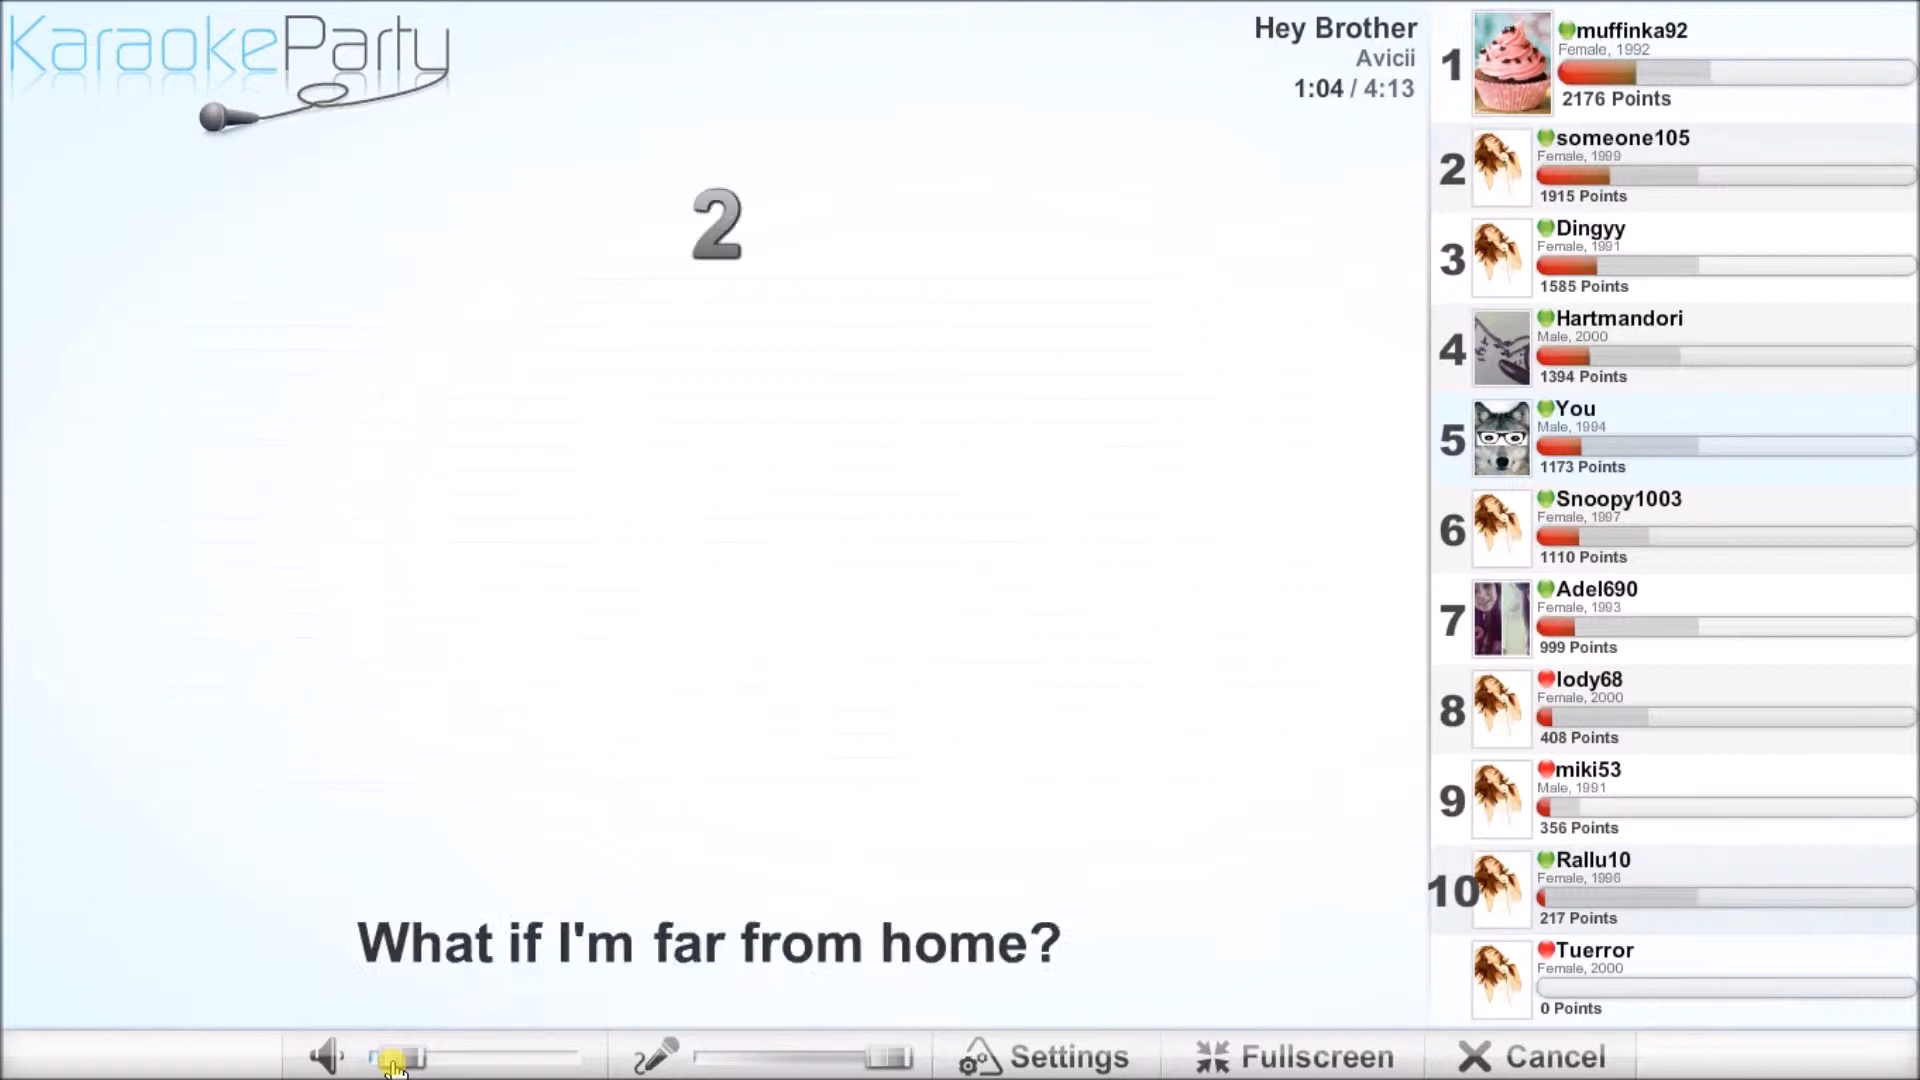 KaraokeParty
Hey Brother
Avicii
1:04 / 4:13
2
What if I'm far from home?
1
muffinka92
Female, 1992
2176 Points
2
someone105
Female, 1999
1915 Points
3
Dingyy
Female, 1991
1585 Points
4
Hartmandori
Male, 2000
1394 Points
5
You
Male, 1994
1173 Points
6
Snoopy1003
Female, 1997
1110 Points
7
Adel690
Female, 1993
999 Points
8
lody68
Female, 2000
408 Points
9
miki53
Male, 1991
356 Points
10
Rallu10
Female, 1996
217 Points
Tuerror
Female, 2000
0 Points
Settings
Fullscreen
Cancel